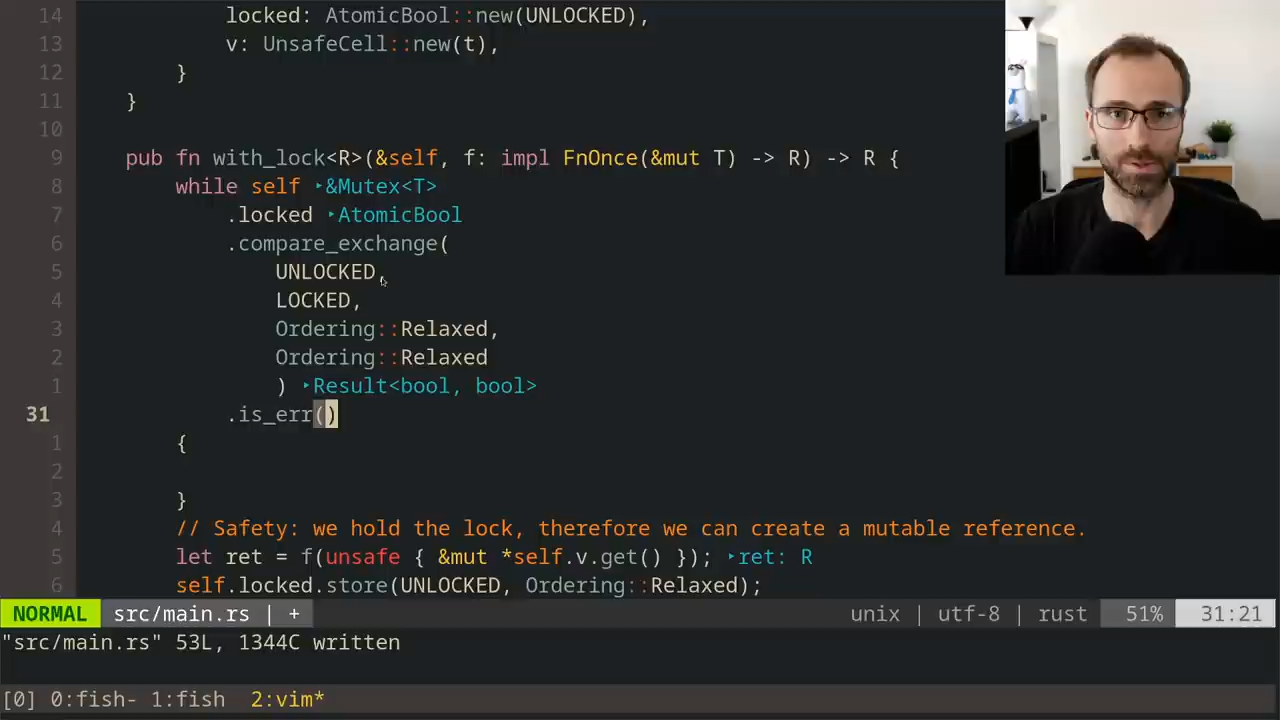 14 locked: AtomicBool::new(UNLOCKED),
13 v: UnsafeCell::new(t),
12 }
11 }
10
9 pub fn with_lock<R>(&self, f: impl FnOnce(&mut T) -> R) -> R {
8 while self ‣&Mutex<T>
7 .locked ‣AtomicBool
6 .compare_exchange(
5 UNLOCKED,
4 LOCKED,
3 Ordering::Relaxed,
2 Ordering::Relaxed
1 ) ‣Result<bool, bool>
31 .is_err()
1 {
2
3 }
4 // Safety: we hold the lock, therefore we can create a mutable reference.
5 let ret = f(unsafe { &mut *self.v.get() }); ‣ret: R
6 self.locked.store(UNLOCKED, Ordering::Relaxed);
NORMAL src/main.rs | + unix | utf-8 | rust 51% 31:21
"src/main.rs" 53L, 1344C written
[0] 0:fish- 1:fish 2:vim*